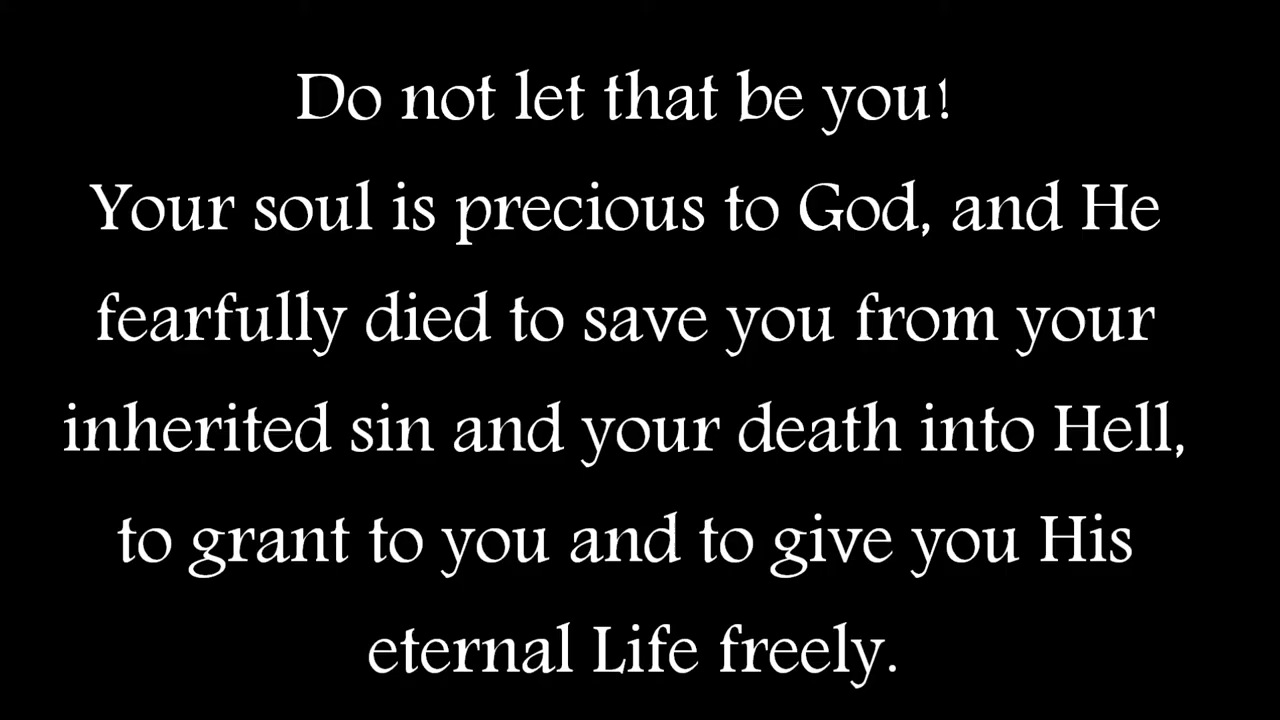 Do not let that be you!
Your soul is precious to God, and He
fearfully died to save you from your
inherited sin and your death into Hell,
to grant to you and to give you His
eternal Life freely.